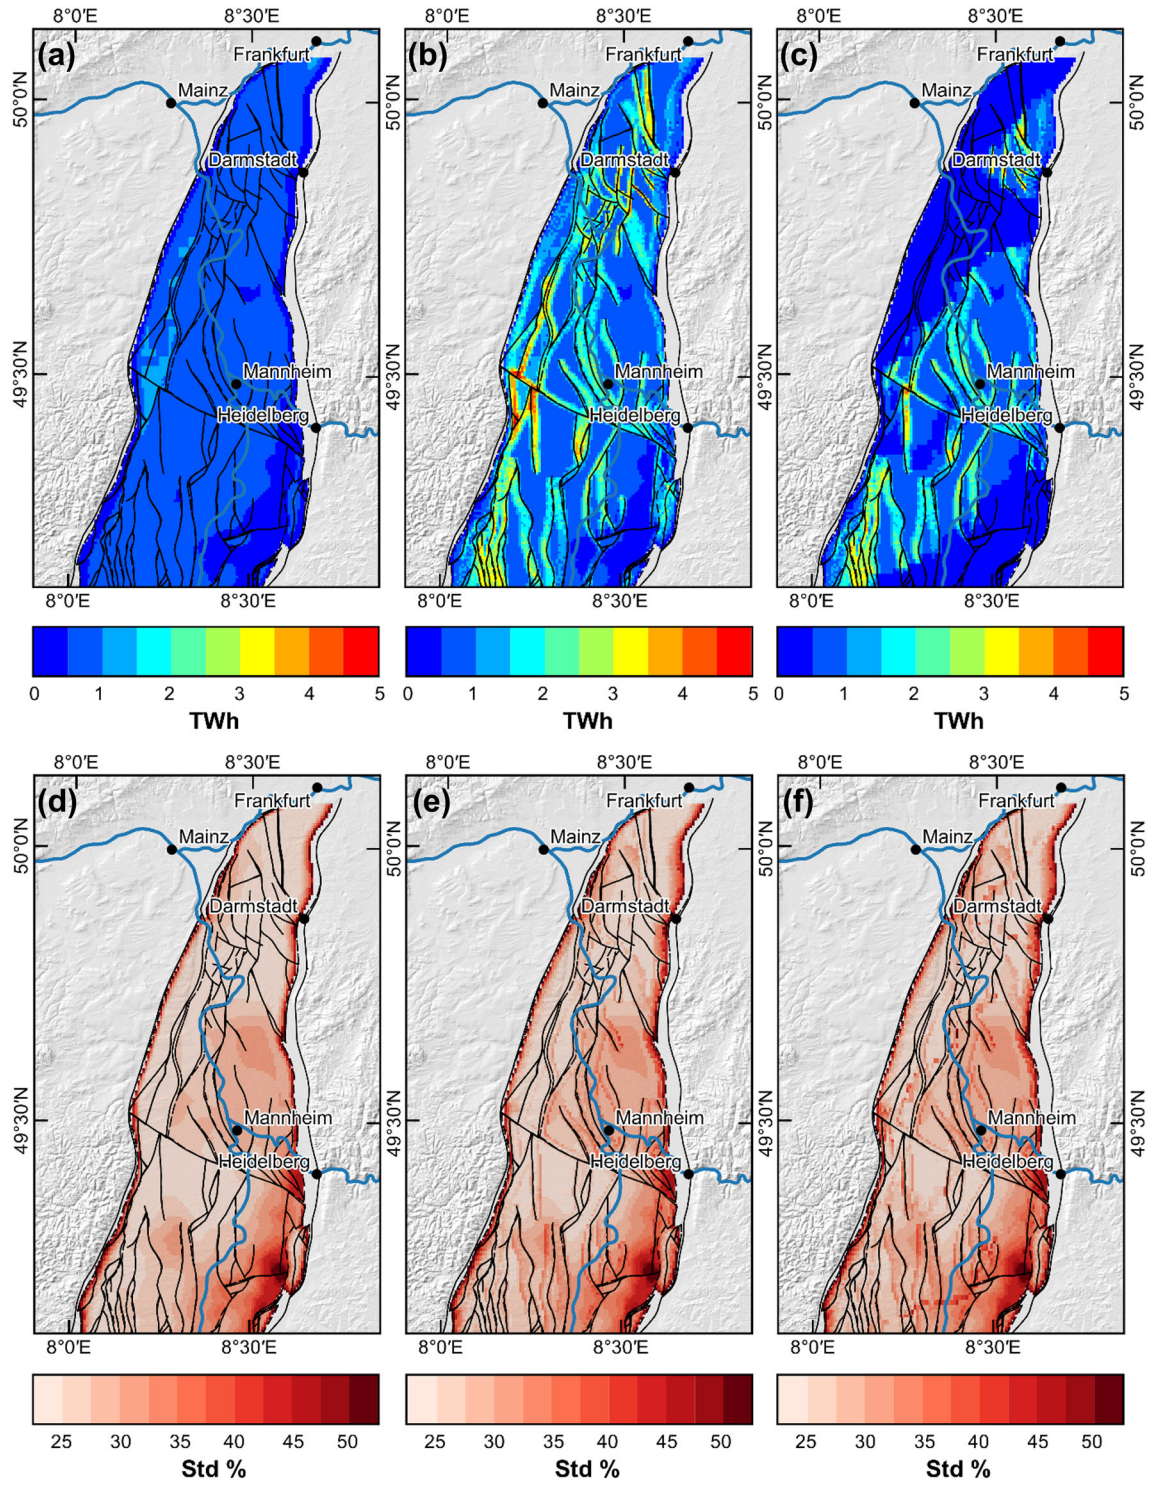 8°0′E 8°30′E 8°0′E 8°30′E 8°0′E 8°30′E
(a) (b) (c)
Frankfurt Frankfurt Frankfurt
Mainz Mainz Mainz
50°0′N 50°0′N 50°0′N
Darmstadt Darmstadt Darmstadt
49°30′N 49°30′N 49°30′N
Mannheim Mannheim Mannheim
Heidelberg Heidelberg Heidelberg
8°0′E 8°30′E 8°0′E 8°30′E 8°0′E 8°30′E
0 1 2 3 4 5 0 1 2 3 4 5 0 1 2 3 4 5
TWh TWh TWh
8°0′E 8°30′E 8°0′E 8°30′E 8°0′E 8°30′E
(d) (e) (f)
Frankfurt Frankfurt Frankfurt
Mainz Mainz Mainz
50°0′N 50°0′N 50°0′N 50°0′N
Darmstadt Darmstadt Darmstadt
49°30′N 49°30′N 49°30′N 49°30′N
Mannheim Mannheim Mannheim
Heidelberg Heidelberg Heidelberg
8°0′E 8°30′E 8°0′E 8°30′E 8°0′E 8°30′E
25 30 35 40 45 50 25 30 35 40 45 50 25 30 35 40 45 50
Std % Std % Std %